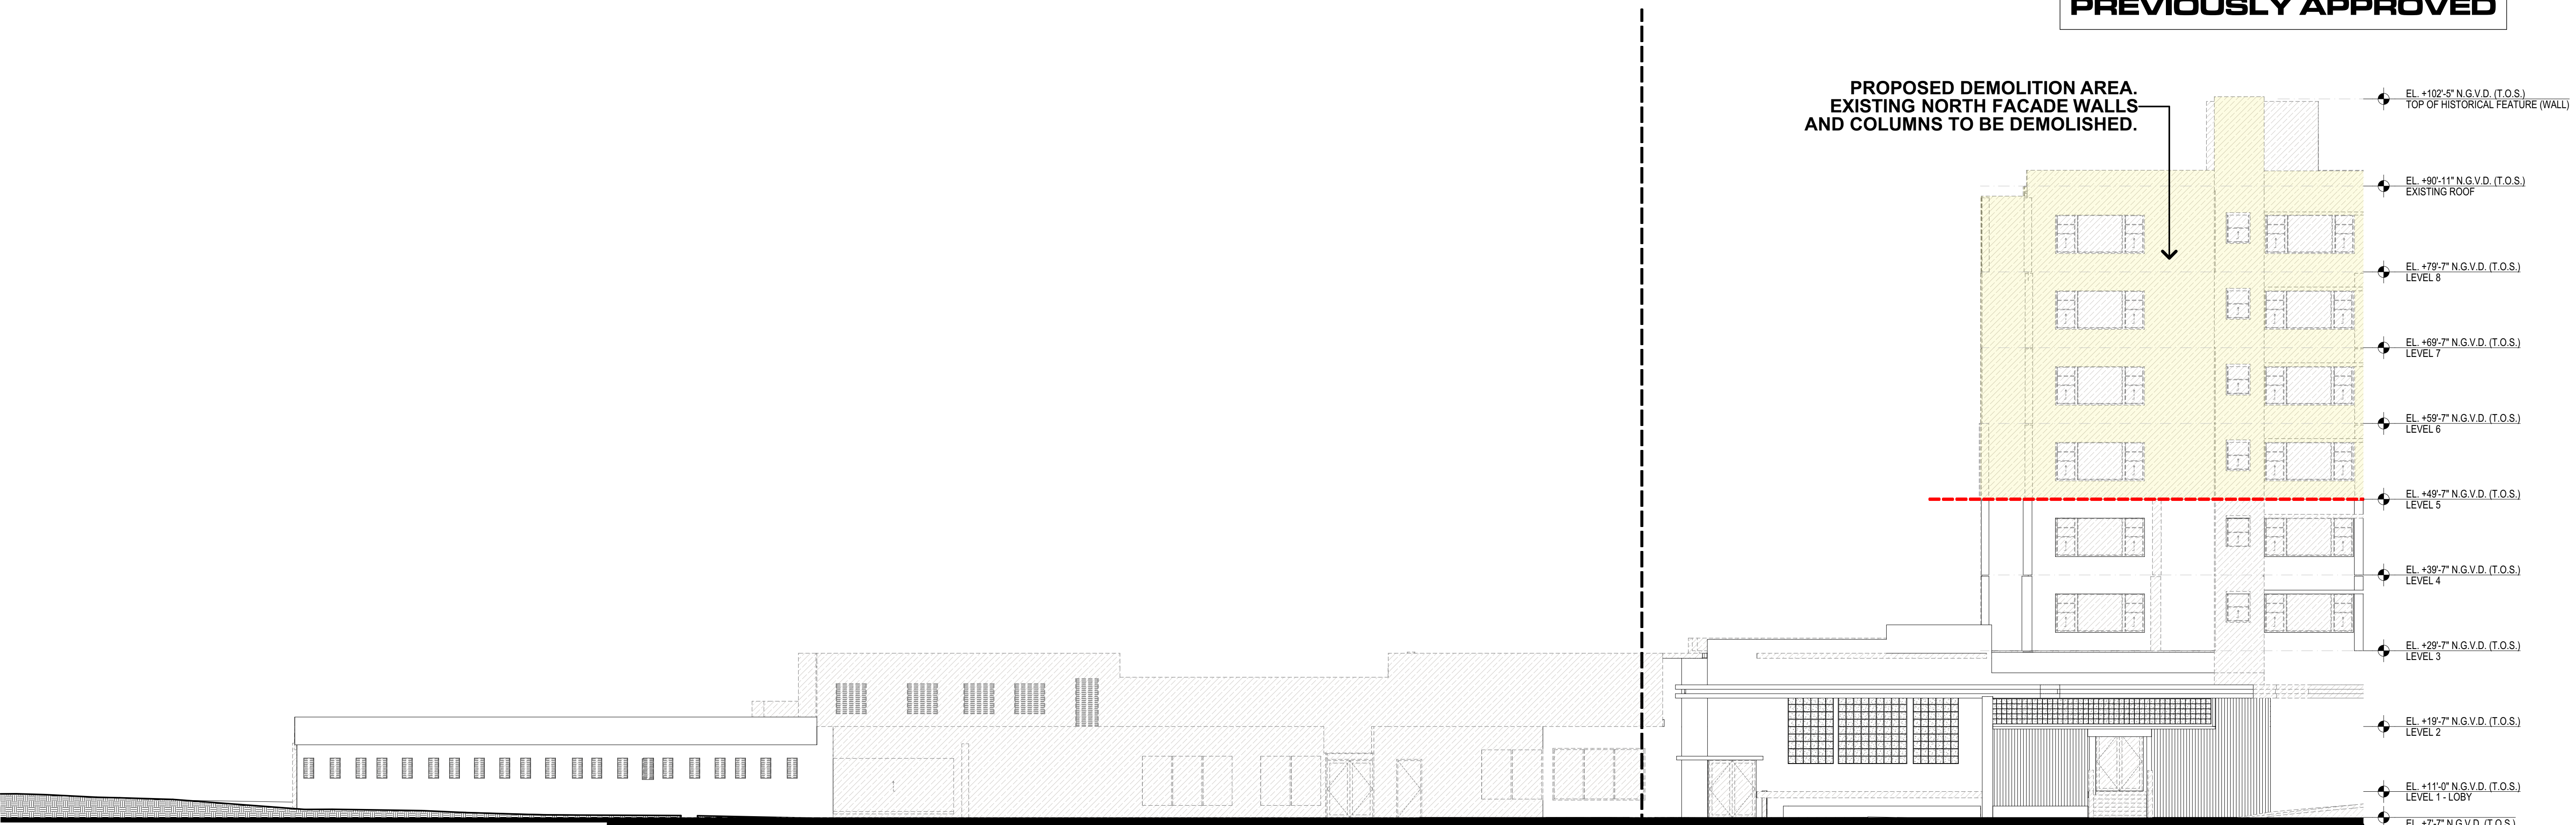 PREVIOUSLY APPROVED
PROPOSED DEMOLITION AREA.
EXISTING NORTH FACADE WALLS
AND COLUMNS TO BE DEMOLISHED.
EL. +102'-5" N.G.V.D. (T.O.S.)
TOP OF HISTORICAL FEATURE (WALL)
EL. +90'-11" N.G.V.D. (T.O.S.)
EXISTING ROOF
EL. +79'-7" N.G.V.D. (T.O.S.)
LEVEL 8
EL. +69'-7" N.G.V.D. (T.O.S.)
LEVEL 7
EL. +59'-7" N.G.V.D. (T.O.S.)
LEVEL 6
EL. +49'-7" N.G.V.D. (T.O.S.)
LEVEL 5
EL. +39'-7" N.G.V.D. (T.O.S.)
LEVEL 4
EL. +29'-7" N.G.V.D. (T.O.S.)
LEVEL 3
EL. +19'-7" N.G.V.D. (T.O.S.)
LEVEL 2
EL. +11'-0" N.G.V.D. (T.O.S.)
LEVEL 1 - LOBY
EL. +7'-7" N.G.V.D. (T.O.S.)